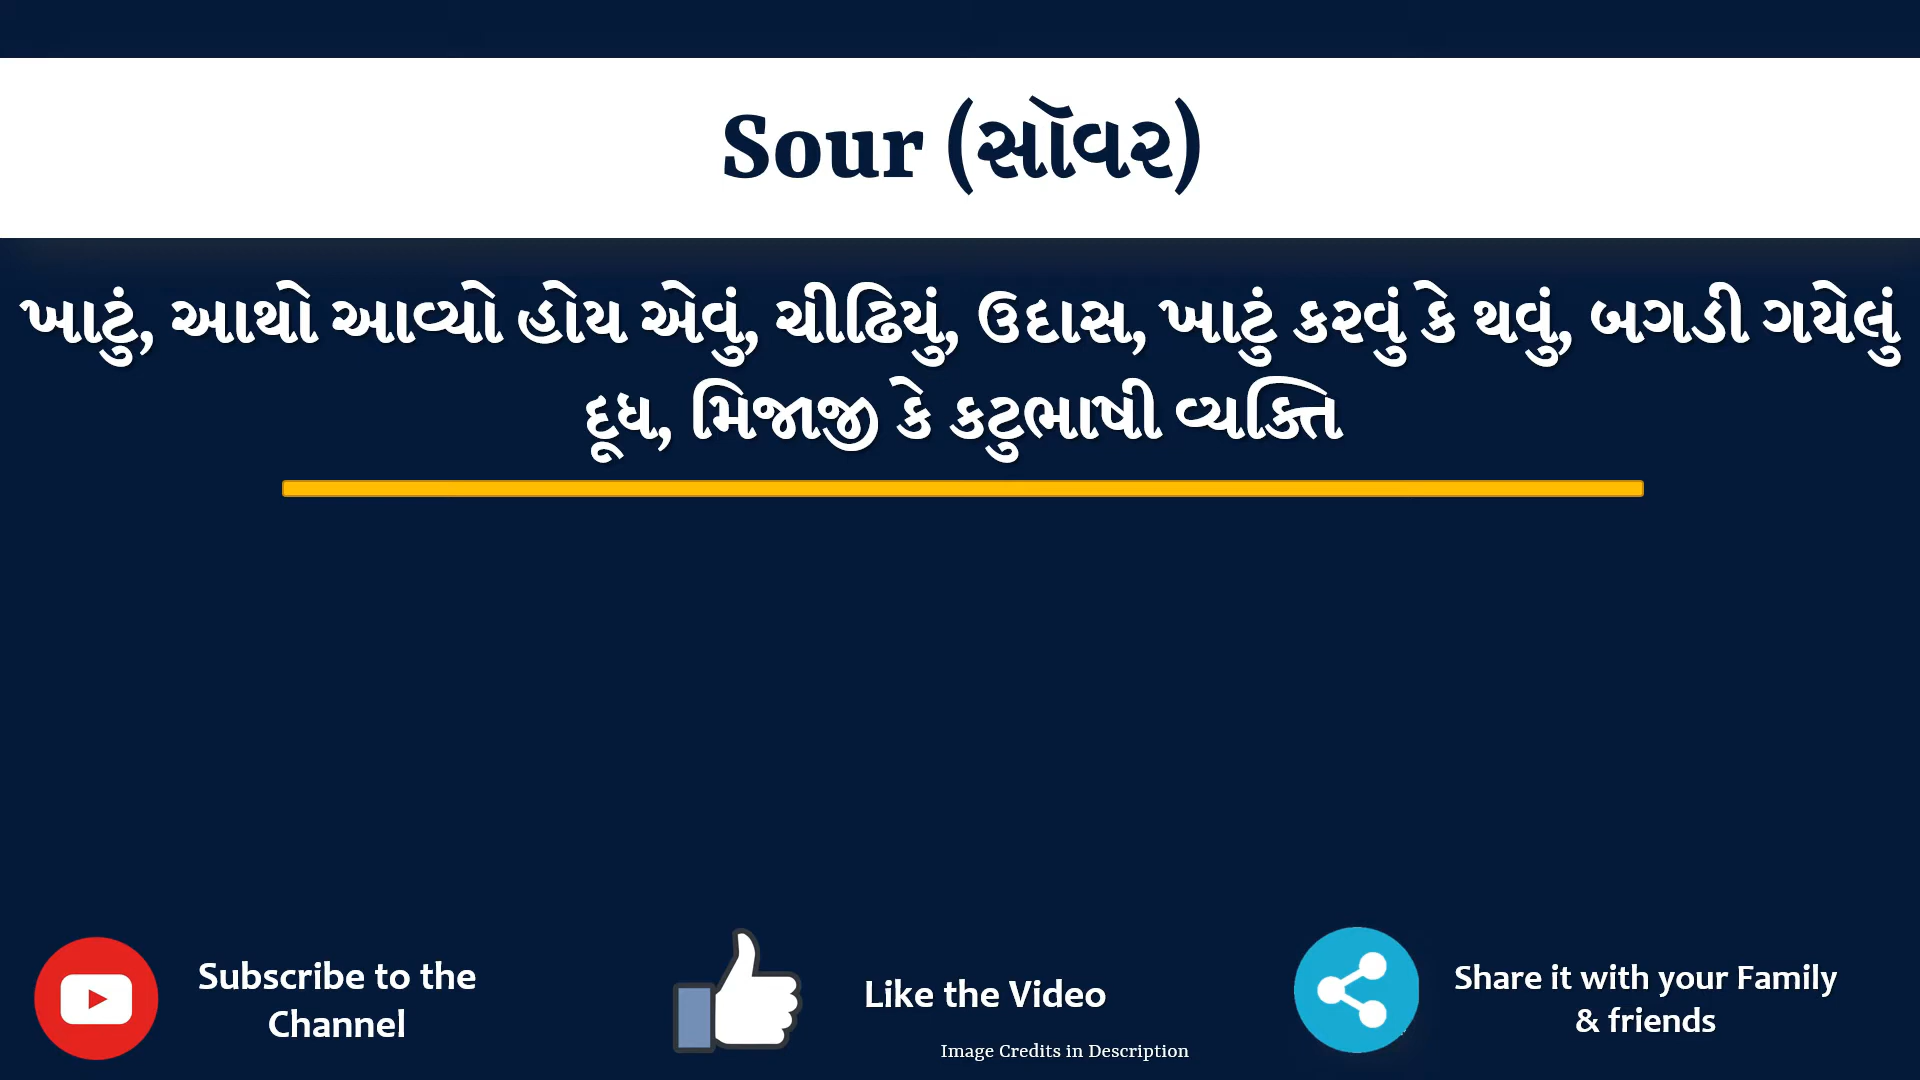 Sour (સૉવર)
ખાટું, આથો આવ્યો હોય એવું, ચીઢિયું, ઉદાસ, ખાટું કરવું કે થવું, બગડી ગયેલું
દૂધ, મિજાજી કે કટુભાષી વ્યક્તિ
Subscribe to the
Channel
Like the Video
Share it with your Family
& friends
Image Credits in Description